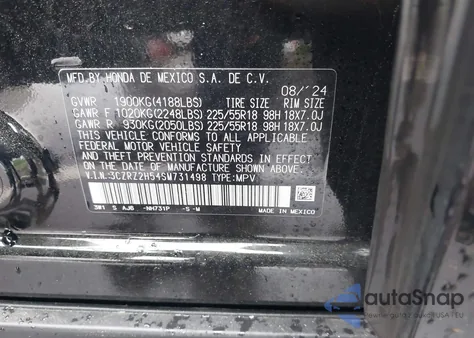 MFD. BY HONDA DE MEXICO S.A. DE C.V.
08/'24
GVWR 1900KG(4188LBS) TIRE SIZE RIM SIZE
GAWR F 1020KG(2248LBS) 225/55R18 98H 18X7.0J
GAWR R 930KG(2050LBS) 225/55R18 98H 18X7.0J
THIS VEHICLE CONFORMS TO ALL APPLICABLE
FEDERAL MOTOR VEHICLE SAFETY
AND THEFT PREVENTION STANDARDS IN EFFECT ON
THE DATE OF MANUFACTURE SHOWN ABOVE.
V.I.N.:3CZRZ2H54SM731498 TYPE:MPV
3W1 S AJ6 -NH731P -S-M
MADE IN
MEXICO
autoSnap